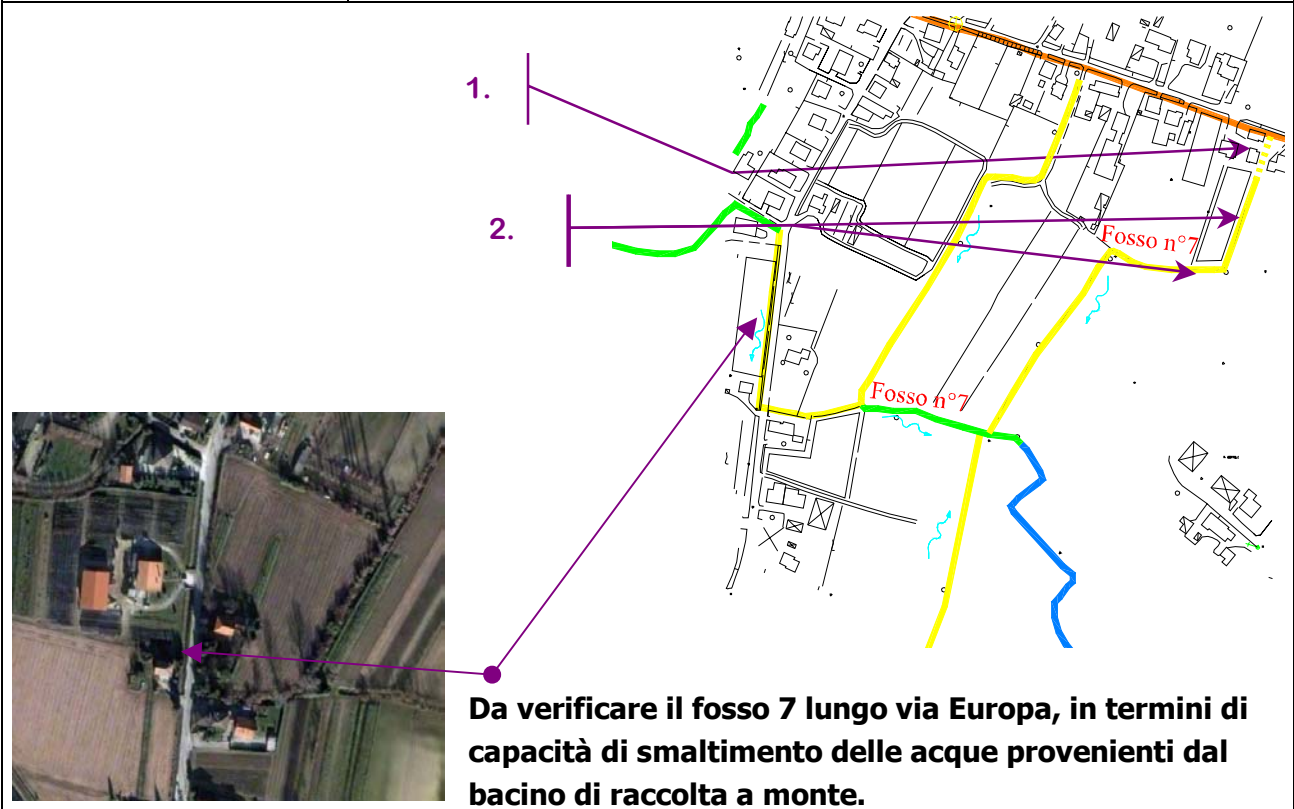 1.
2.
Fosso n°7
Fosso n°7
Da verificare il fosso 7 lungo via Europa, in termini di
capacità di smaltimento delle acque provenienti dal
bacino di raccolta a monte.